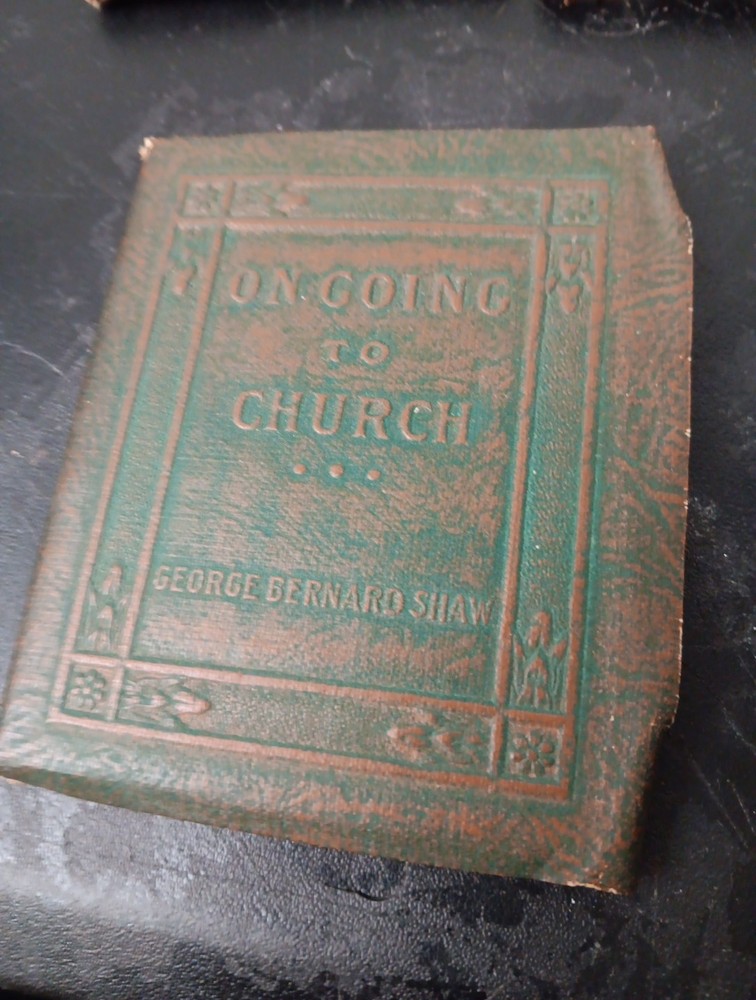 ON GOING
TO
CHURCH
...
GEORGE BERNARD SHAW